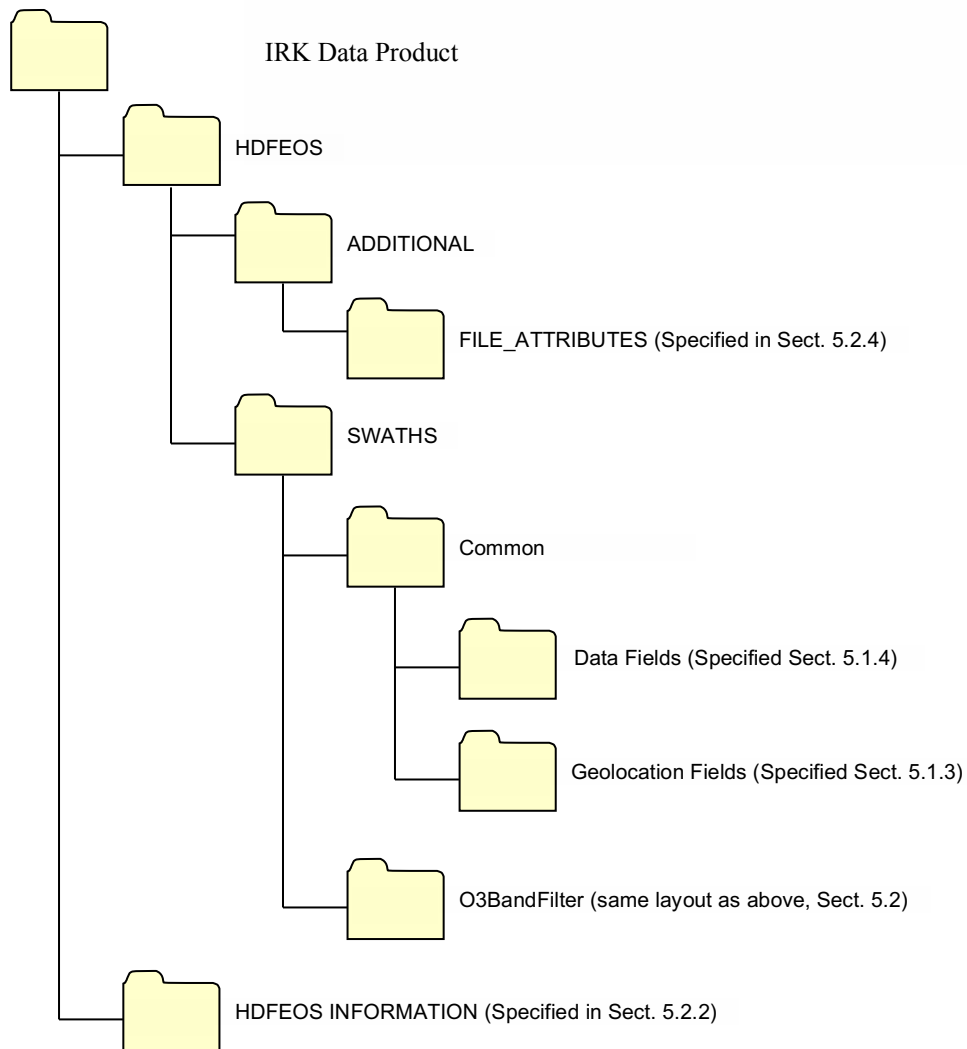 IRK Data Product
HDFEOS
ADDITIONAL
FILE_ATTRIBUTES (Specified in Sect. 5.2.4)
SWATHS
Common
Data Fields (Specified Sect. 5.1.4)
Geolocation Fields (Specified Sect. 5.1.3)
O3BandFilter (same layout as above, Sect. 5.2)
HDFEOS INFORMATION (Specified in Sect. 5.2.2)